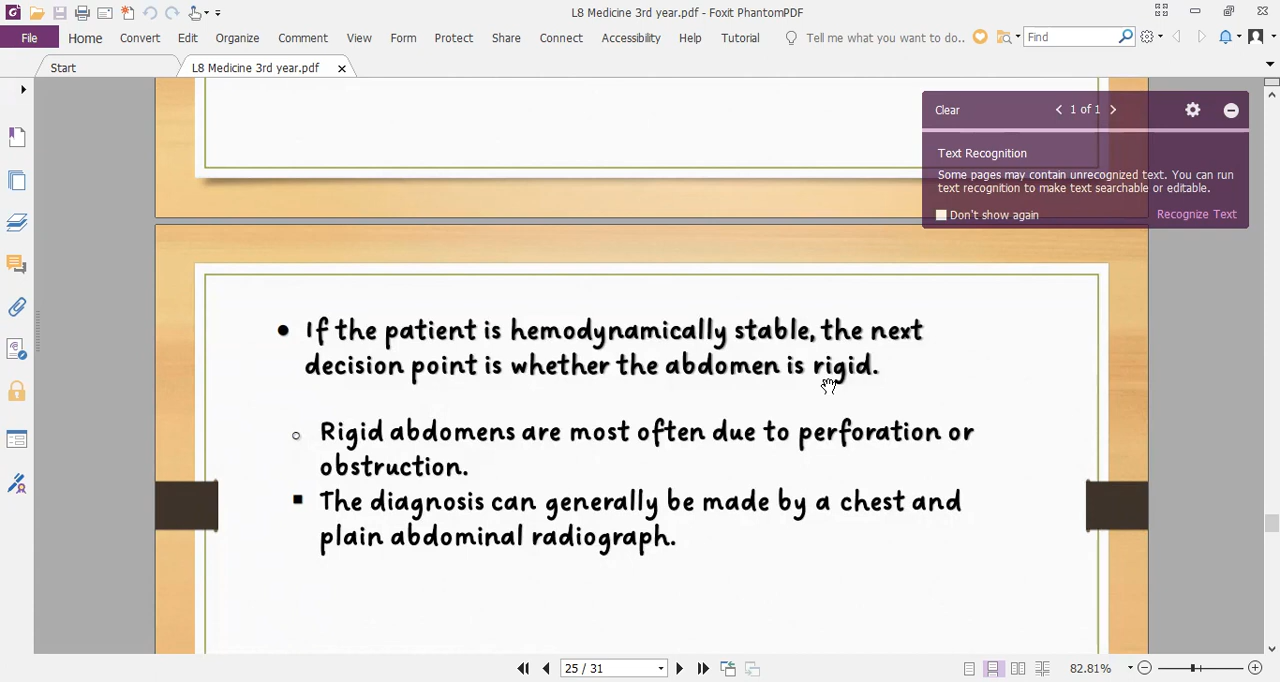 L8 Medicine 3rd year.pdf - Foxit PhantomPDF
File Home Convert Edit Organize Comment View Form Protect Share Connect Accessibility Help Tutorial Tell me what you want to do.. Find
Start L8 Medicine 3rd year.pdf
Clear 1 of 1
Text Recognition
Some pages may contain unrecognized text. You can run
text recognition to make text searchable or editable.
Don't show again Recognize Text
• If the patient is hemodynamically stable, the next
decision point is whether the abdomen is rigid.
○ Rigid abdomens are most often due to perforation or
obstruction.
▪ The diagnosis can generally be made by a chest and
plain abdominal radiograph.
25 / 31 82.81%